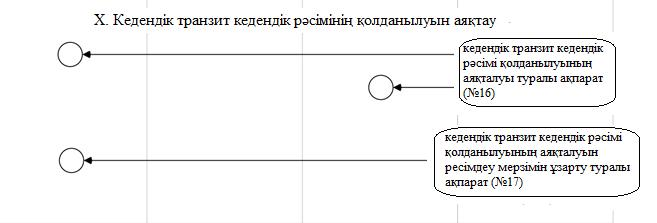 X. Кедендік транзит кедендік рәсімінің қолданылуын аяқтау
кедендік транзит кедендік
рәсімі қолданылуының
аяқталуы туралы ақпарат
(№16)
кедендік транзит кедендік рәсімі
қолданылуының аяқталуын
ресімдеу мерзімін ұзарту туралы
ақпарат (№17)